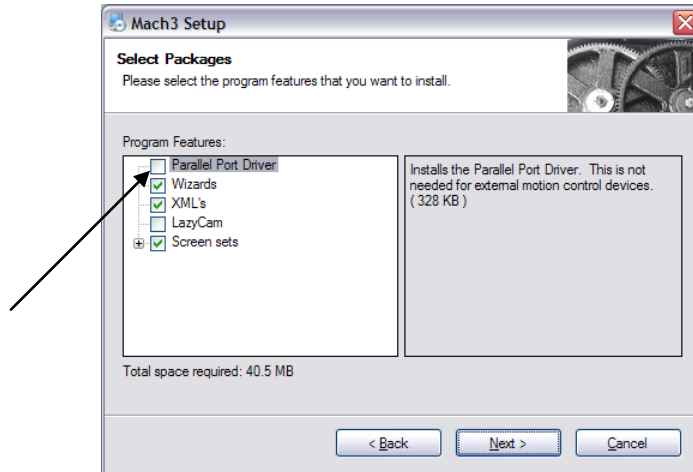 Mach3 Setup
Select Packages
Please select the program features that you want to install.
Program Features:
Parallel Port Driver
Wizards
XML's
LazyCam
Screen sets
Installs the Parallel Port Driver. This is not
needed for external motion control devices.
( 328 KB )
Total space required: 40.5 MB
< Back
Next >
Cancel